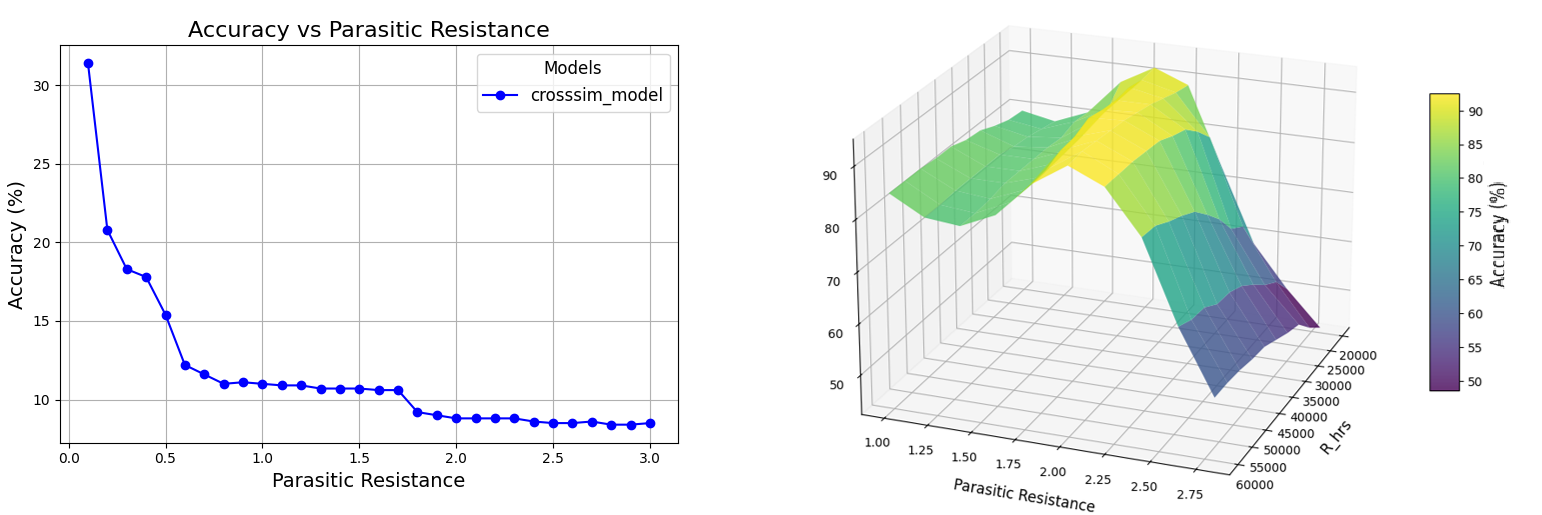 Accuracy vs Parasitic Resistance
Accuracy (%)
30
25
20
15
10
0.0 0.5 1.0 1.5 2.0 2.5 3.0
Parasitic Resistance
Models
crosssim_model
90
80
70
60
50
1.00 1.25 1.50 1.75 2.00 2.25 2.50 2.75
Parasitic Resistance
20000
25000
30000
35000
40000
45000
50000
55000
60000
R_hrs
90
85
80
75
70
65
60
55
50
Accuracy (%)